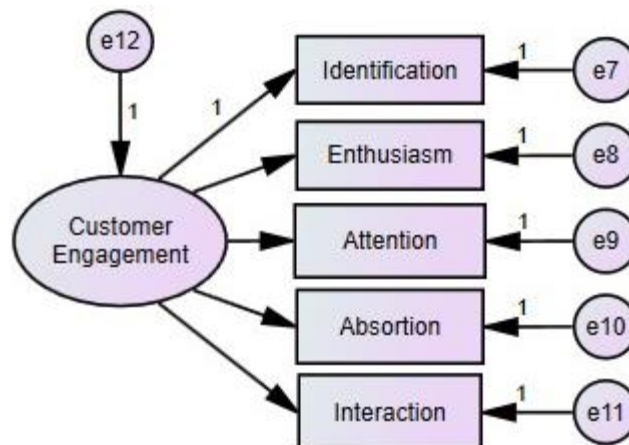 e12
1
1
Identification
1
e7
Enthusiasm
1
e8
Customer
Engagement
Attention
1
e9
Absortion
1
e10
Interaction
1
e11